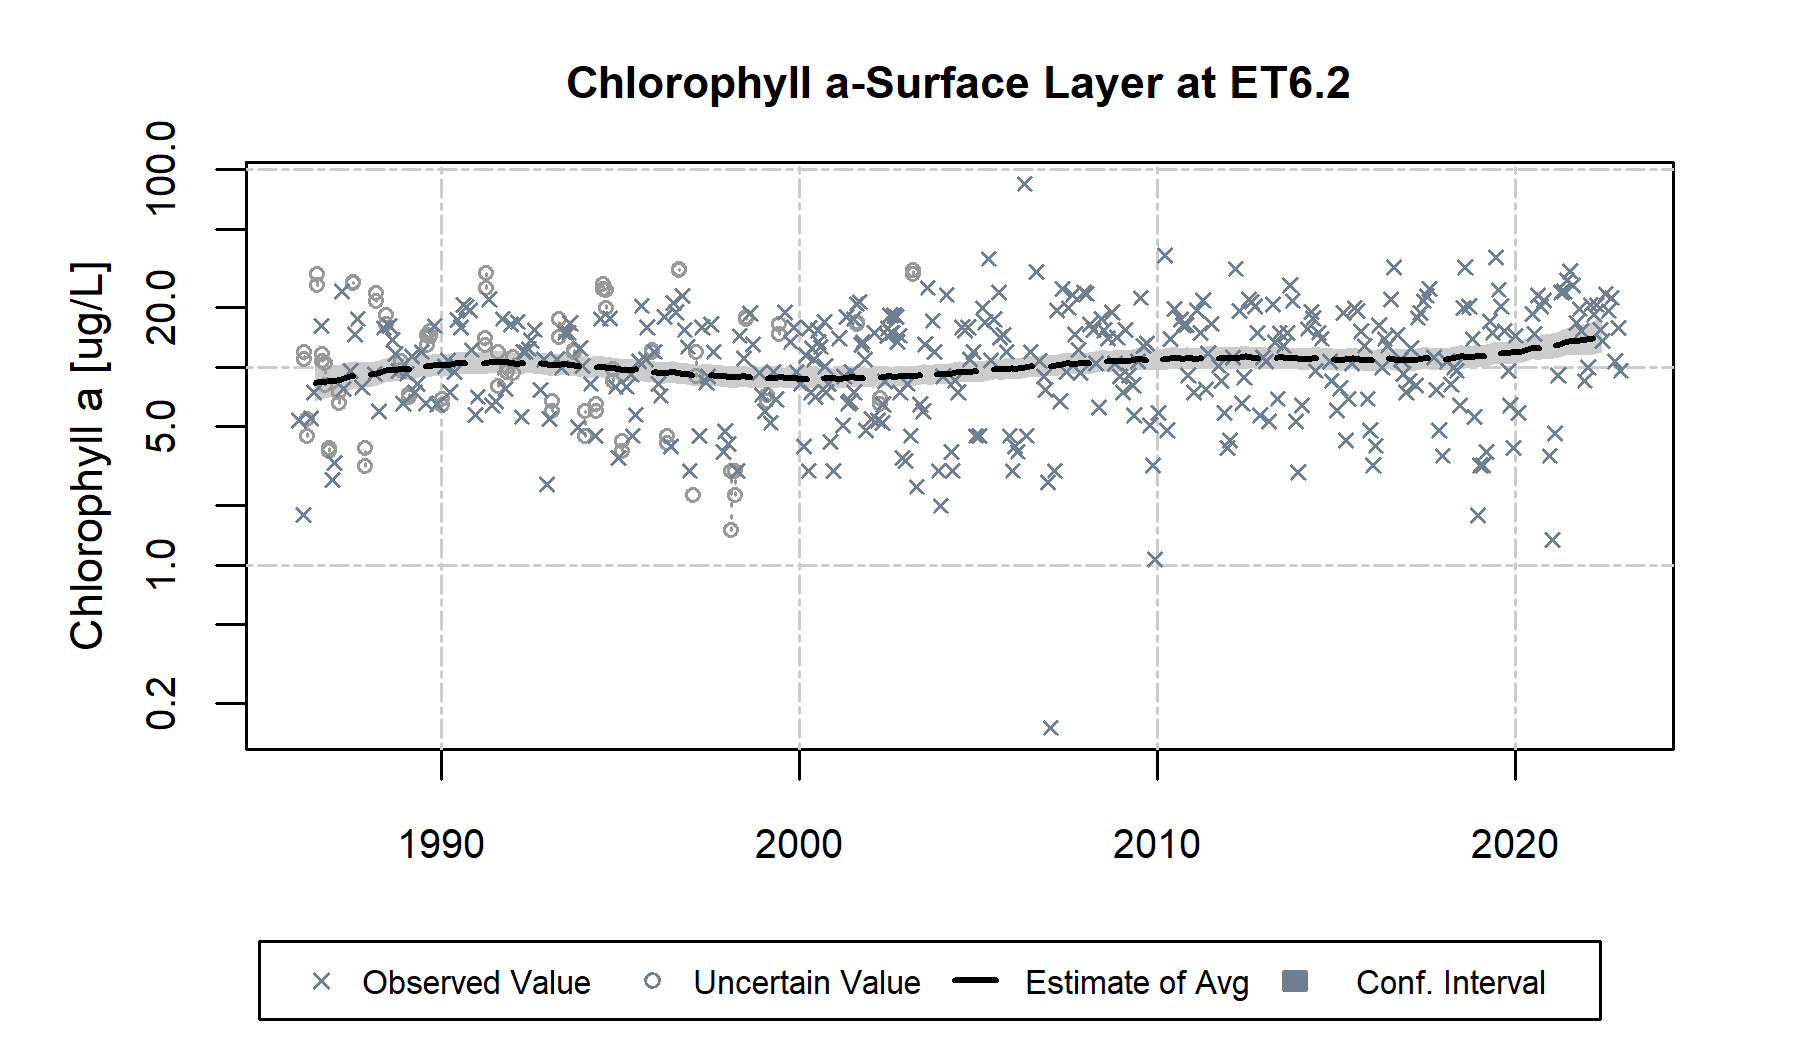 Chlorophyll a-Surface Layer at ET6.2
Chlorophyll a [ug/L]
100.0
20.0
5.0
1.0
0.2
1990 2000 2010 2020
Observed Value Uncertain Value Estimate of Avg Conf. Interval